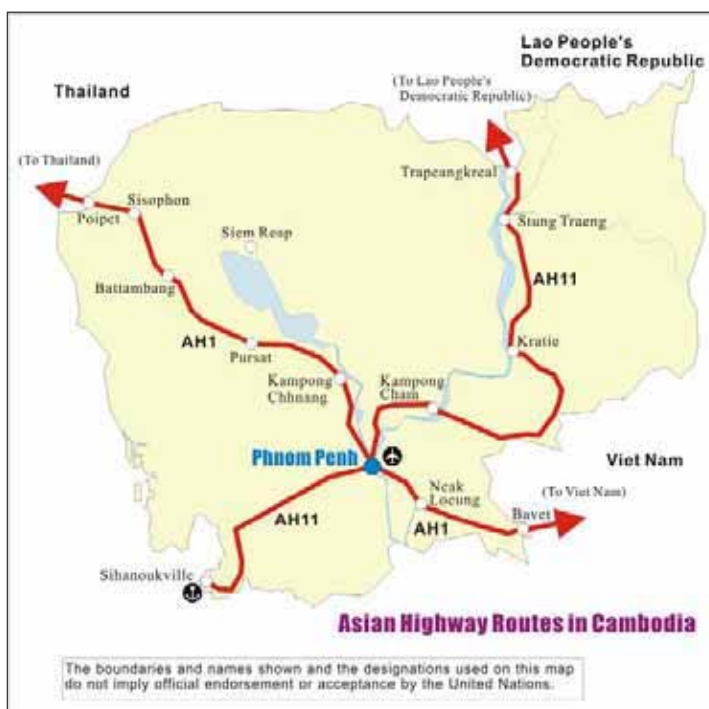 Lao People's
Democratic Republic
Thailand
(To Lao People's
Democratic Republic)
(To Thailand)
Trapeangkreal
Sisophon
Poipet
Siem Reap
Stung Traeng
Battambang
AH11
AH1
Pursat
Kratie
Kampong
Chhnang
Kampong
Cham
Phnom Penh
Viet Nam
Neak
Loeung
(To Viet Nam)
AH11
AH1
Bavet
Sihanoukville
Asian Highway Routes in Cambodia
The boundaries and names shown and the designations used on this map
do not imply official endorsement or acceptance by the United Nations.